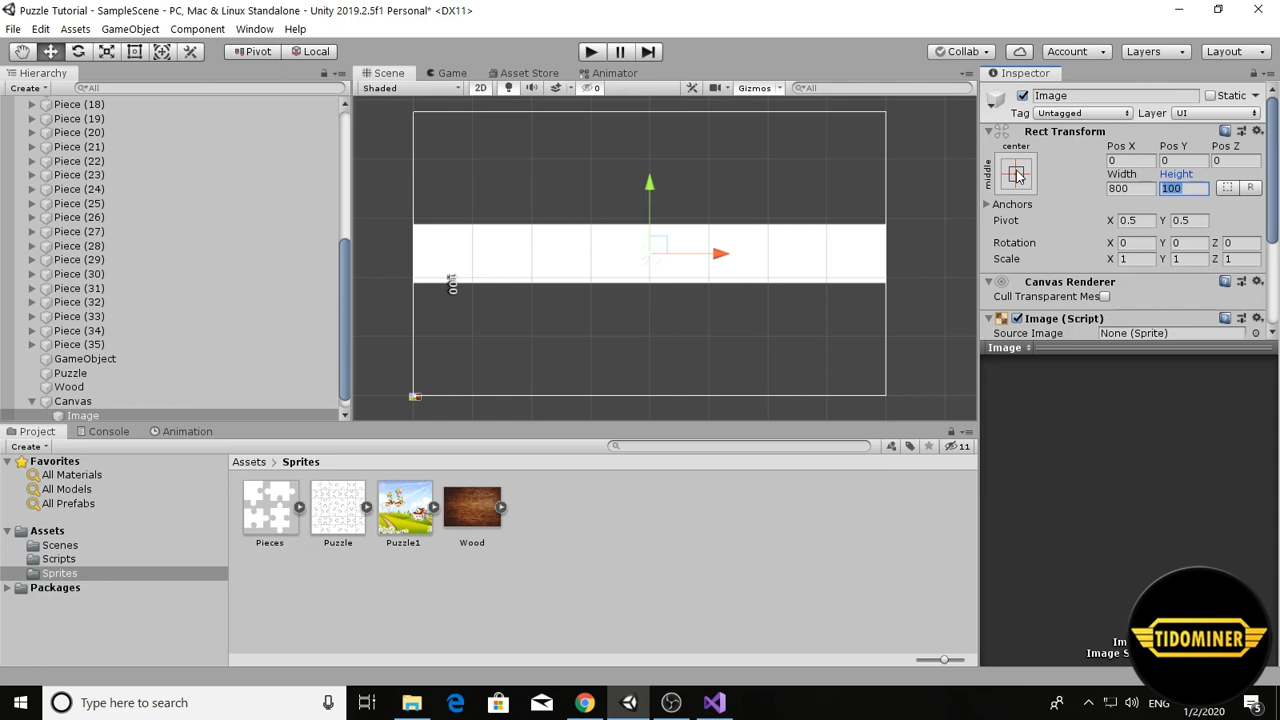 Puzzle Tutorial - SampleScene - PC, Mac & Linux Standalone - Unity 2019.2.5f1 Personal* <DX11>
File Edit Assets GameObject Component Window Help
Pivot Local Collab Account Layers Layout
Hierarchy Scene Game Asset Store Animator Inspector
Create All Shaded 2D 0 Gizmos All
Image Static
Tag Untagged Layer UI
Rect Transform
center
middle
Pos X Pos Y Pos Z
0 0 0
Width Height
800 100 R
Anchors
Pivot X 0.5 Y 0.5
Rotation X 0 Y 0 Z 0
Scale X 1 Y 1 Z 1
Canvas Renderer
Cull Transparent Mes
Image (Script)
Source Image None (Sprite)
Image
Piece (18)
Piece (19)
Piece (20)
Piece (21)
Piece (22)
Piece (23)
Piece (24)
Piece (25)
Piece (26)
Piece (27)
Piece (28)
Piece (29)
Piece (30)
Piece (31)
Piece (32)
Piece (33)
Piece (34)
Piece (35)
GameObject
Puzzle
Wood
Canvas
Image
100
Project Console Animation
Create 11
Favorites
All Materials
All Models
All Prefabs
Assets
Scenes
Scripts
Sprites
Packages
Assets > Sprites
Pieces Puzzle Puzzle1 Wood
Im
Image S
TIDOMINER
Type here to search
ENG
1/2/2020
5